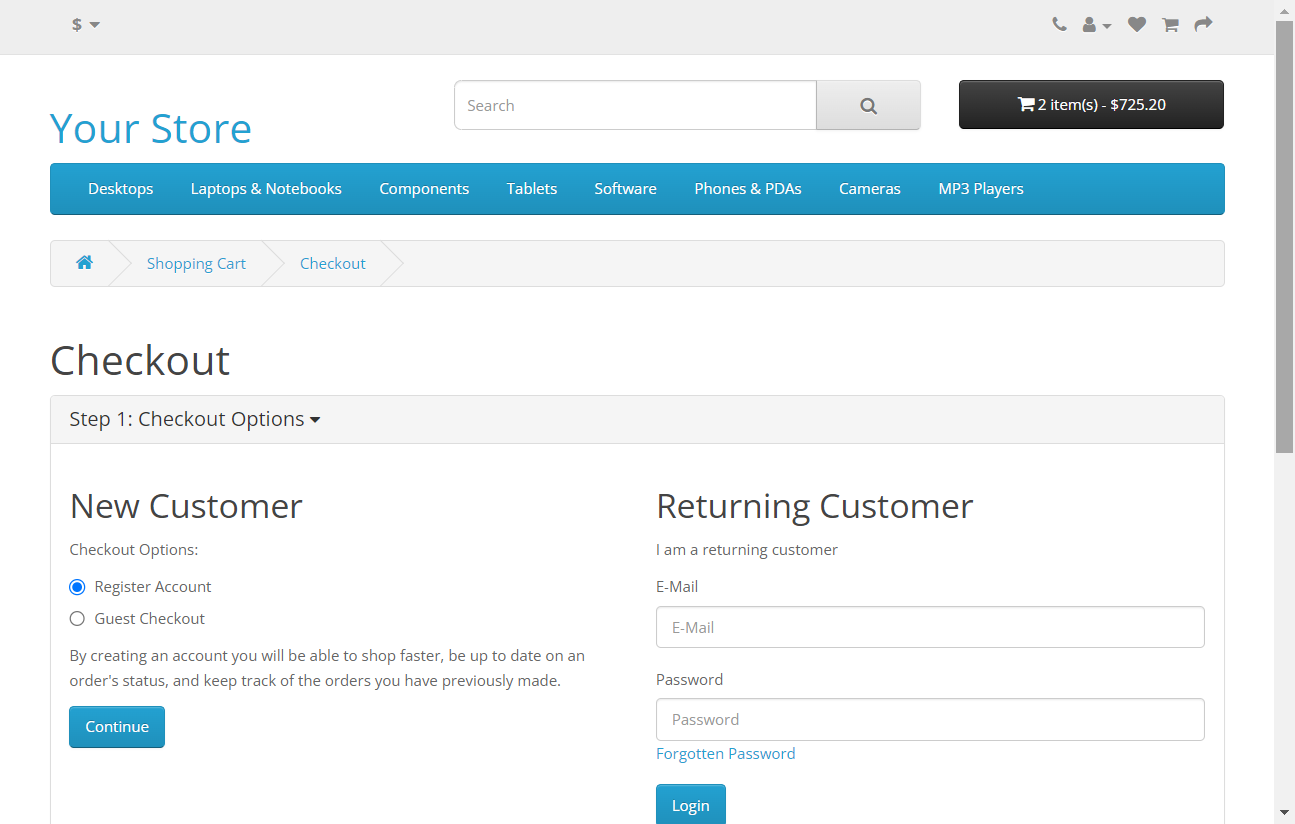 $
Search
2 item(s) - $725.20
Your Store
Desktops Laptops & Notebooks Components Tablets Software Phones & PDAs Cameras MP3 Players
Shopping Cart Checkout
Checkout
Step 1: Checkout Options
New Customer
Checkout Options:
Register Account
Guest Checkout
By creating an account you will be able to shop faster, be up to date on an
order's status, and keep track of the orders you have previously made.
Continue
Returning Customer
I am a returning customer
E-Mail
E-Mail
Password
Password
Forgotten Password
Login